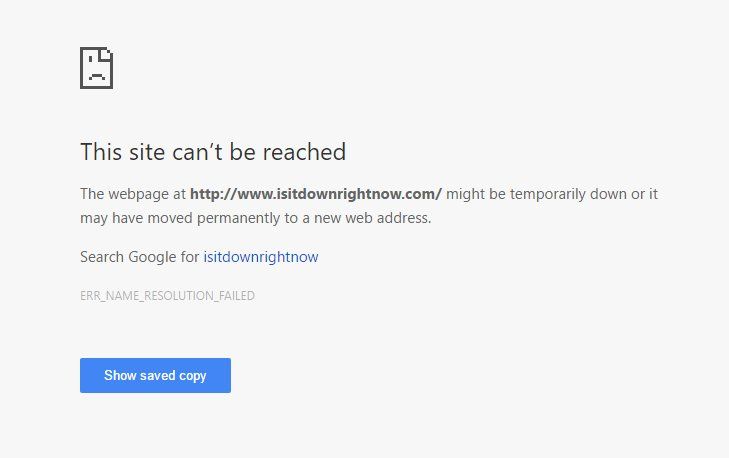 This site can’t be reached
The webpage at http://www.isitdownrightnow.com/ might be temporarily down or it
may have moved permanently to a new web address.
Search Google for isitdownrightnow
ERR_NAME_RESOLUTION_FAILED
Show saved copy